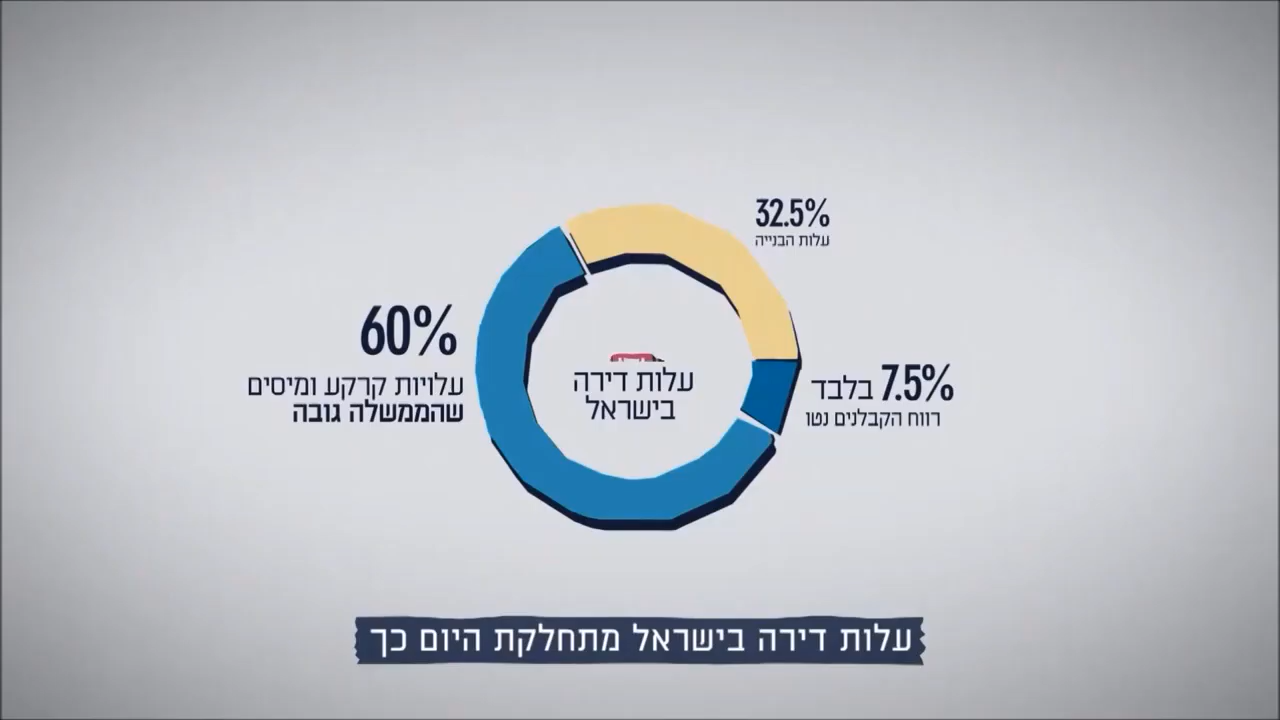 32.5%
עלות הבנייה
60%
עלויות קרקע ומיסים
שהממשלה גובה
עלות דירה
בישראל
7.5% בלבד
רווח הקבלנים נטו
עלות דירה בישראל מתחלקת היום כך